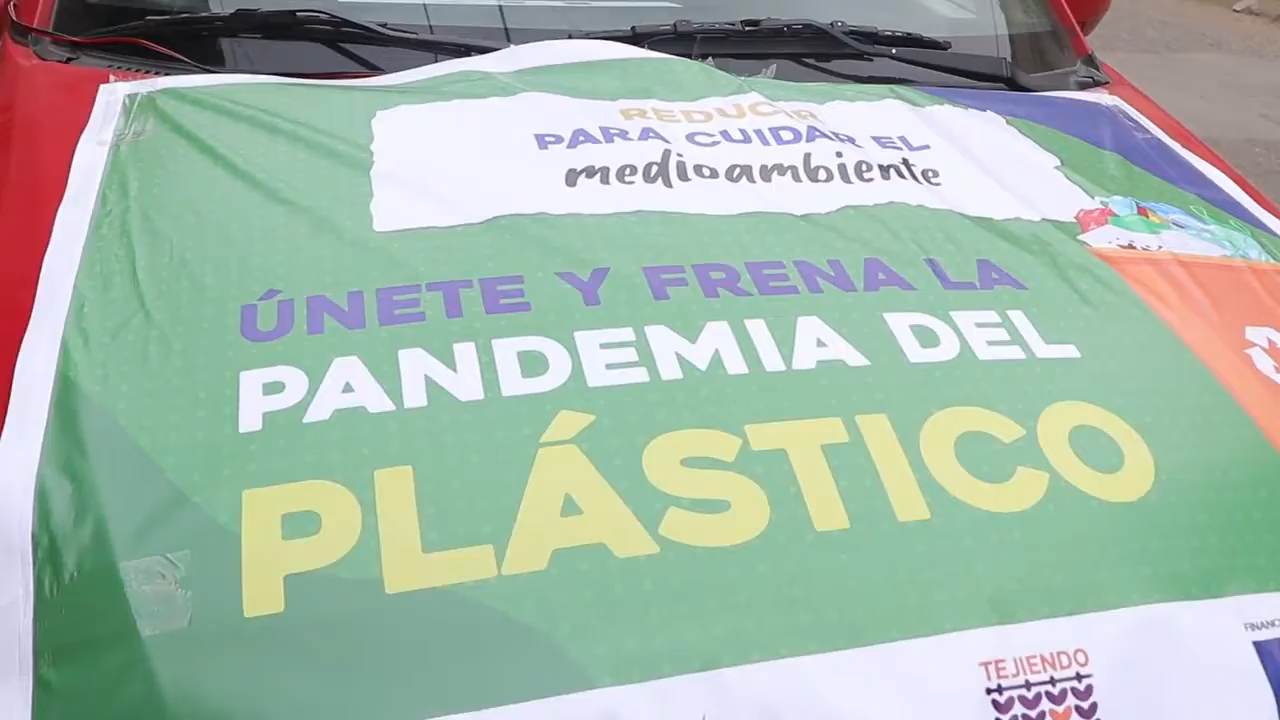 REDUCIR
PARA CUIDAR EL
medioambiente
ÚNETE Y FRENA LA
PANDEMIA DEL
PLÁSTICO
TEJIENDO